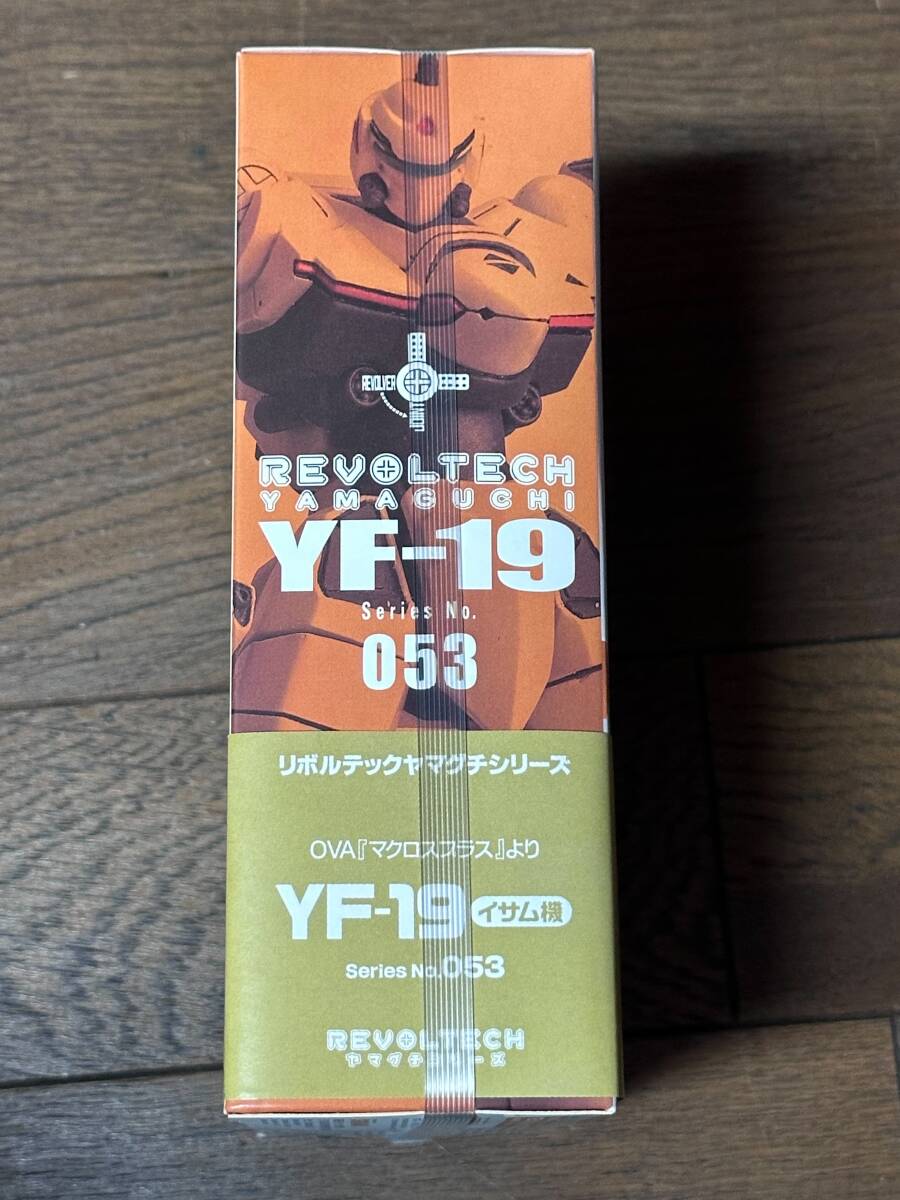 REVOLVER
JOINT
REVOLTECH
YAMAGUCHI
YF-19
Series No.
053
リボルテックヤマグチシリーズ
OVA『マクロスプラス』より
YF-19 イサム機
Series No.053
REVOLTECH
ヤマグチシリーズ